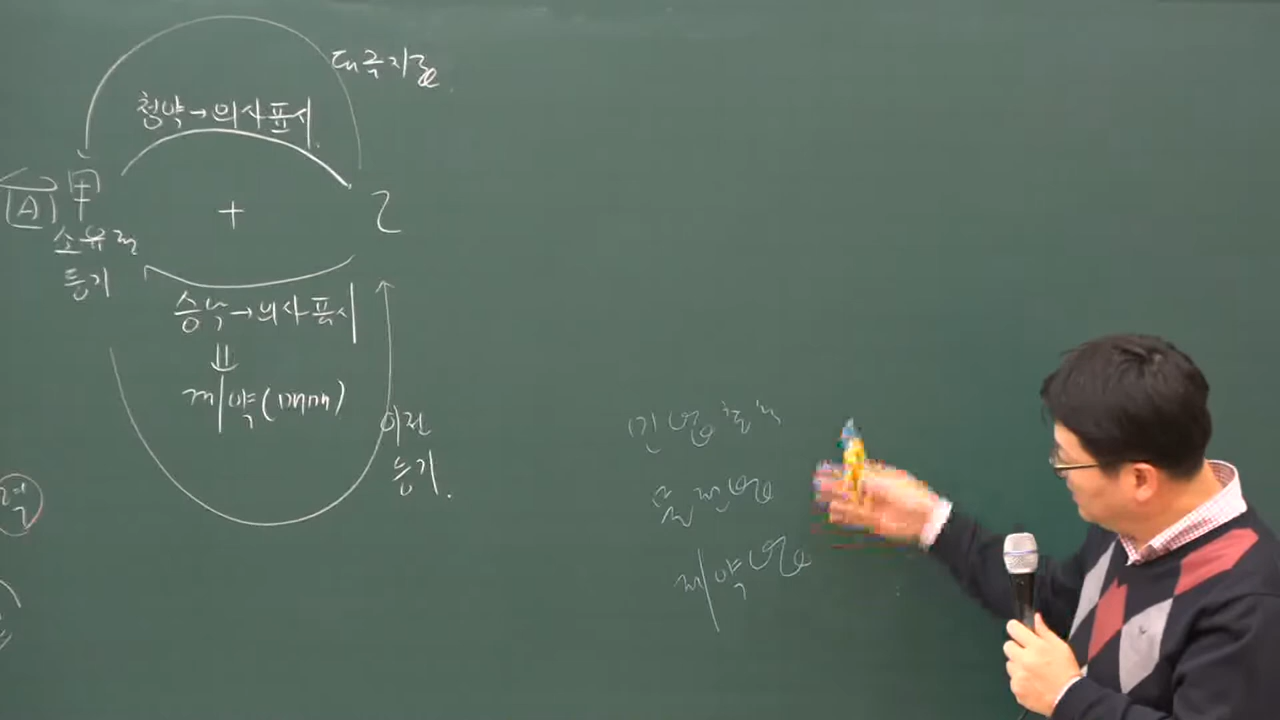 대금지급
청약→의사표시
A 甲
+
乙
소유권
등기
승낙→의사표시
⇓
계약(매매)
이전
등기
민법총칙
물권법
계약법